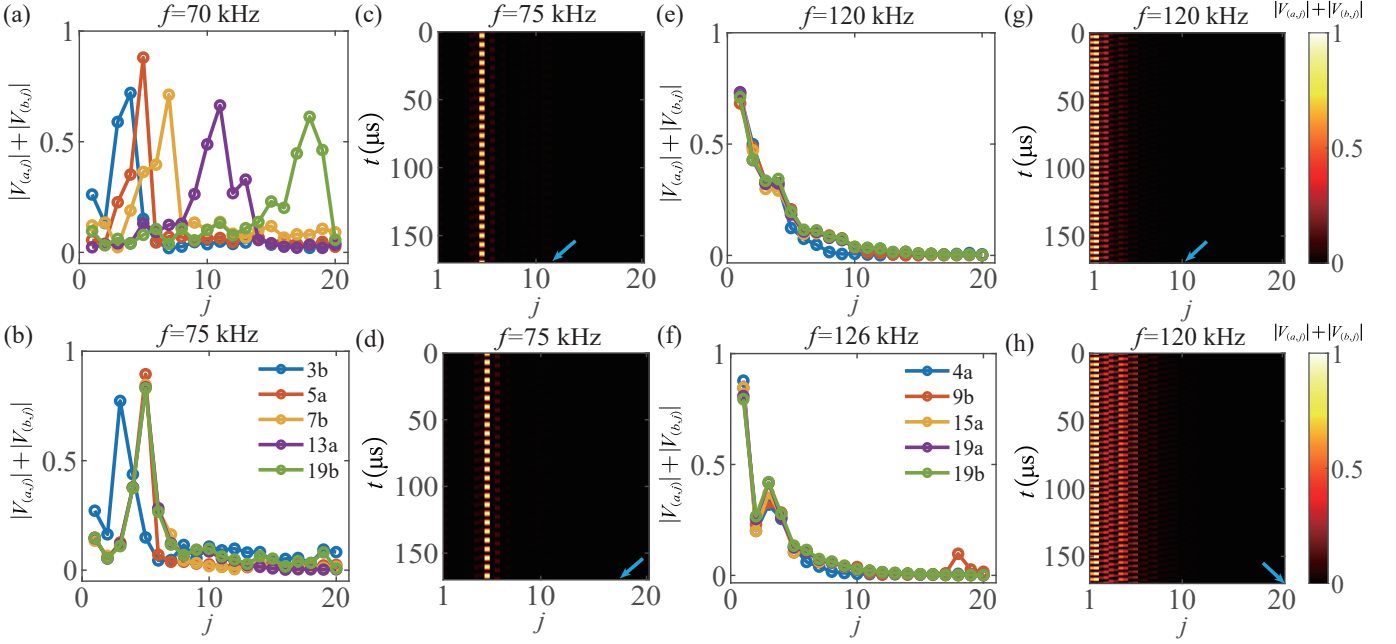 (a)
f=70 kHz
1
0.5
0
0
10
20
j
|V(a,j)|+|V(b,j)|
(c)
f=75 kHz
0
50
100
150
t (μs)
1
10
20
j
(e)
f=120 kHz
1
0.5
0
0
10
20
j
|V(a,j)|+|V(b,j)|
(g)
f=120 kHz
0
50
100
150
t (μs)
1
10
20
j
|V(a,j)|+|V(b,j)|
1
0.5
0
(b)
f=75 kHz
1
0.5
0
0
10
20
j
|V(a,j)|+|V(b,j)|
3b
5a
7b
13a
19b
(d)
f=75 kHz
0
50
100
150
t (μs)
1
10
20
j
(f)
f=126 kHz
1
0.5
0
0
10
20
j
|V(a,j)|+|V(b,j)|
4a
9b
15a
19a
19b
(h)
f=120 kHz
0
50
100
150
t (μs)
1
10
20
j
|V(a,j)|+|V(b,j)|
1
0.5
0